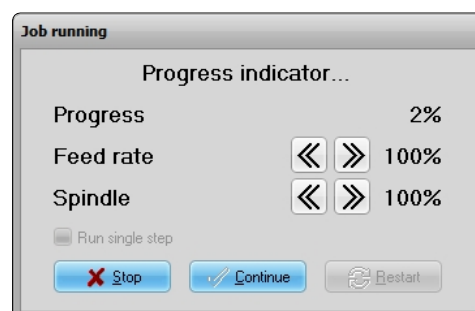 Job running
Progress indicator...
Progress 2%
Feed rate 100%
Spindle 100%
Run single step
Stop Continue Restart